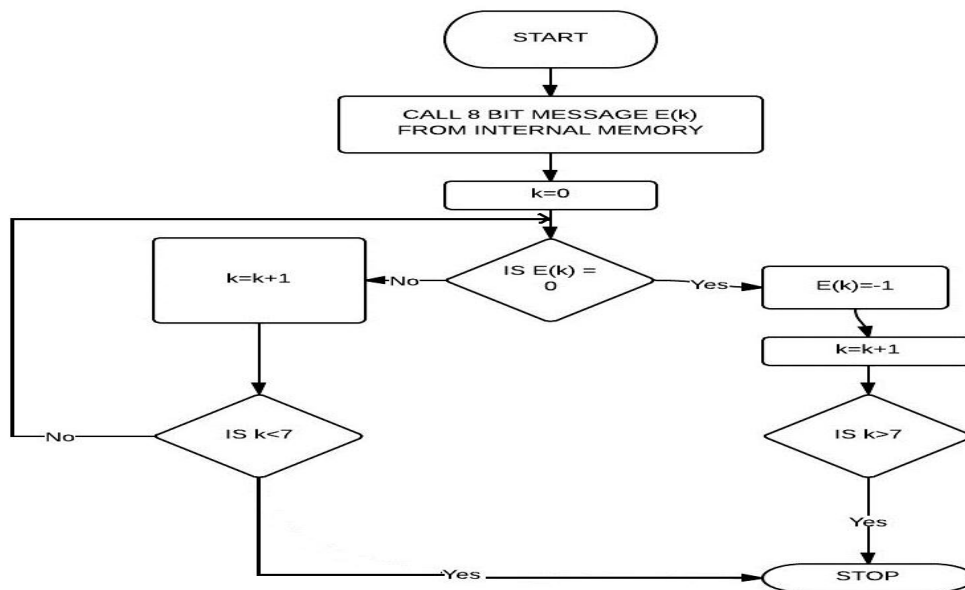 START
CALL 8 BIT MESSAGE E(k)
FROM INTERNAL MEMORY
k=0
IS E(k) =
0
No
Yes
k=k+1
E(k)=-1
k=k+1
IS k<7
No
IS k>7
Yes
Yes
STOP